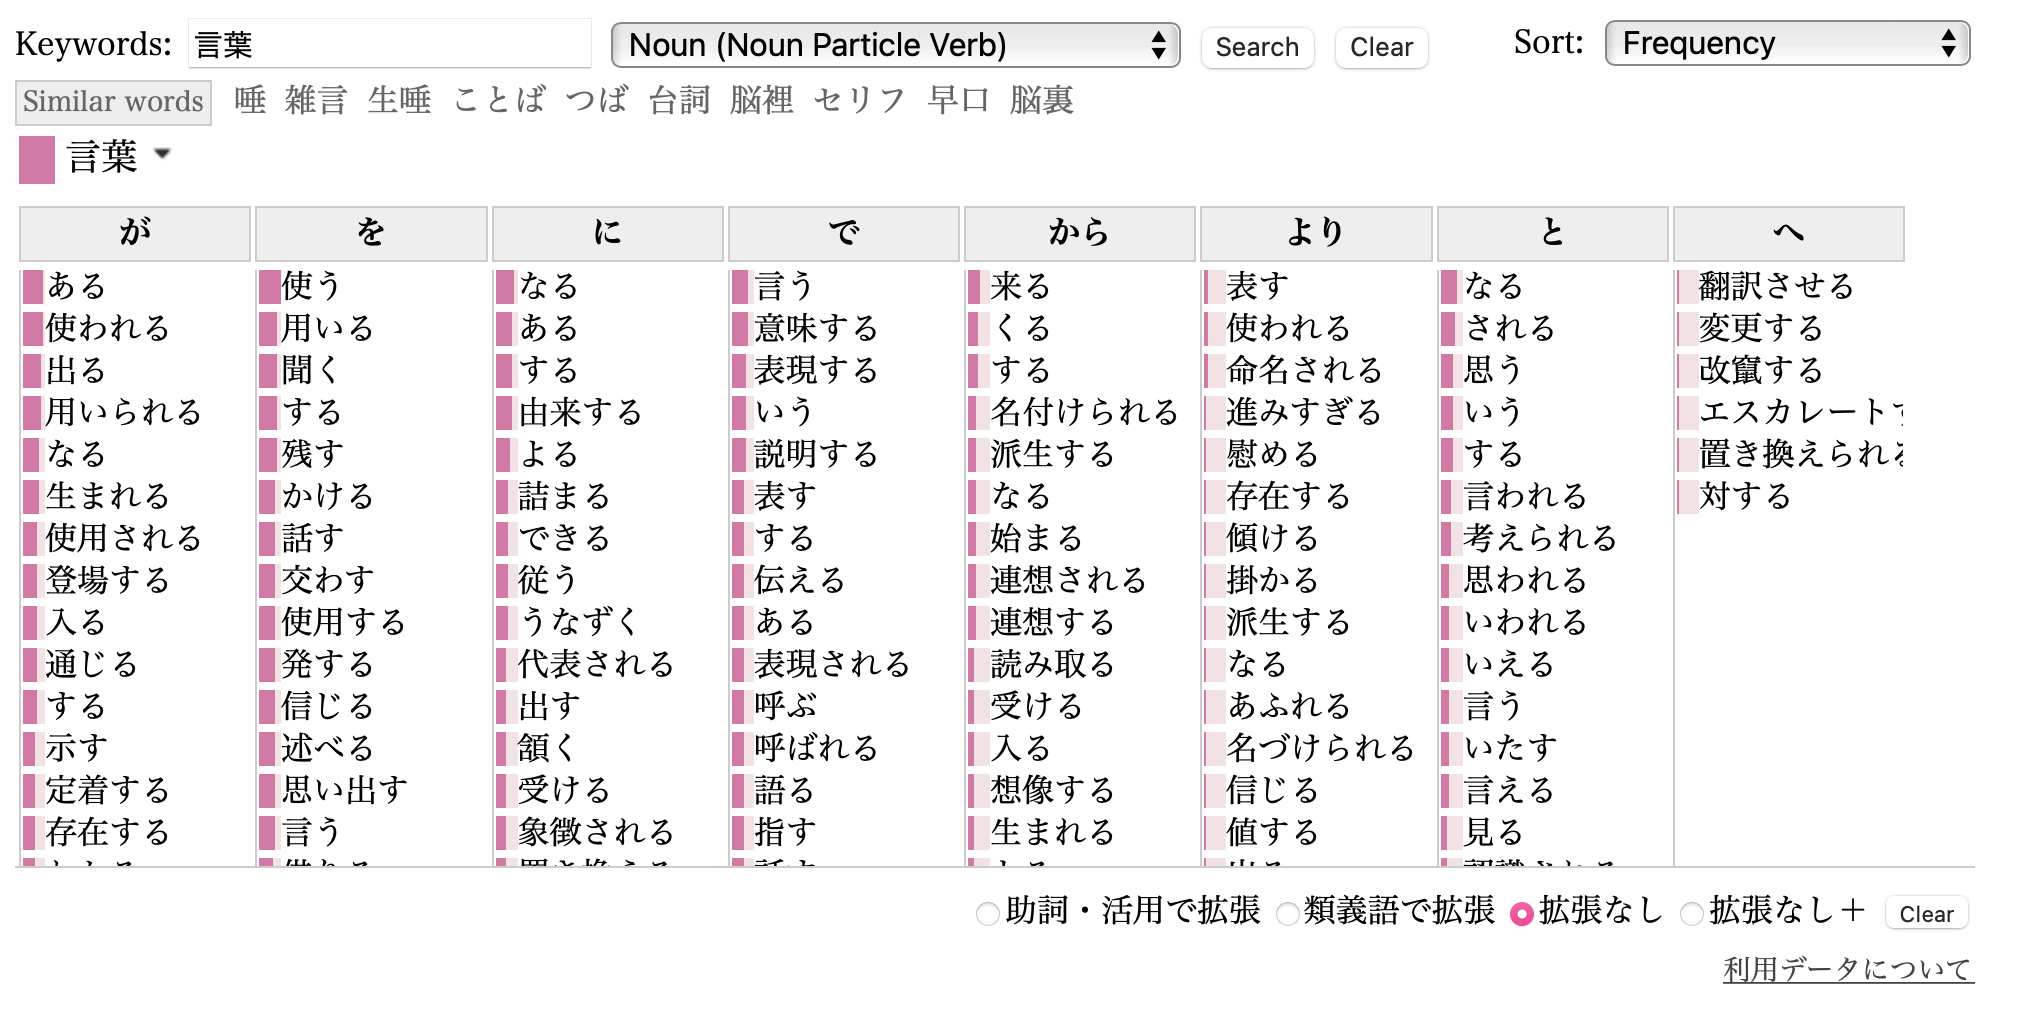 Keywords: 言葉 Noun (Noun Particle Verb) Search Clear Sort: Frequency
Similar words 唾 雑言 生唾 ことば つば 台詞 脳裡 セリフ 早口 脳裏
言葉
が を に で から より と へ
ある 使う なる 言う 来る 表す なる 翻訳させる
使われる 用いる ある 意味する くる 使われる される 変更する
出る 聞く する 表現する する 命名される 思う 改竄する
用いられる する 由来する いう 名付けられる 進みすぎる いう エスカレートす
なる 残す よる 説明する 派生する 慰める する 置き換えられる
生まれる かける 詰まる 表す なる 存在する 言われる 対する
使用される 話す できる する 始まる 傾ける 考えられる
登場する 交わす 従う 伝える 連想される 掛かる 思われる
入る 使用する うなずく ある 連想する 派生する いわれる
通じる 発する 代表される 表現される 読み取る なる いえる
する 信じる 出す 呼ぶ 受ける あふれる 言う
示す 述べる 頷く 呼ばれる 入る 名づけられる いたす
定着する 思い出す 受ける 語る 想像する 信じる 言える
存在する 言う 象徴される 指す 生まれる 値する 見る
助詞・活用で拡張 類義語で拡張 拡張なし 拡張なし＋ Clear
利用データについて